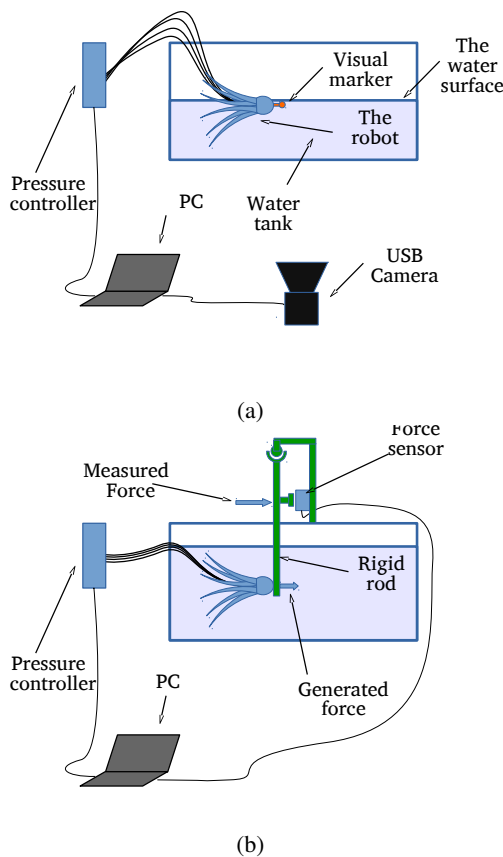 Visual
marker
The
water
surface
The
robot
Pressure
controller
PC
Water
tank
USB
Camera
(a)
Force
sensor
Measured
Force
Rigid
rod
Pressure
controller
PC
Generated
force
(b)